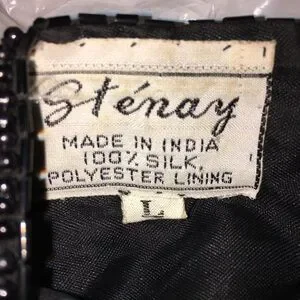 Sténay
MADE IN INDIA
100% SILK,
POLYESTER LINING
L